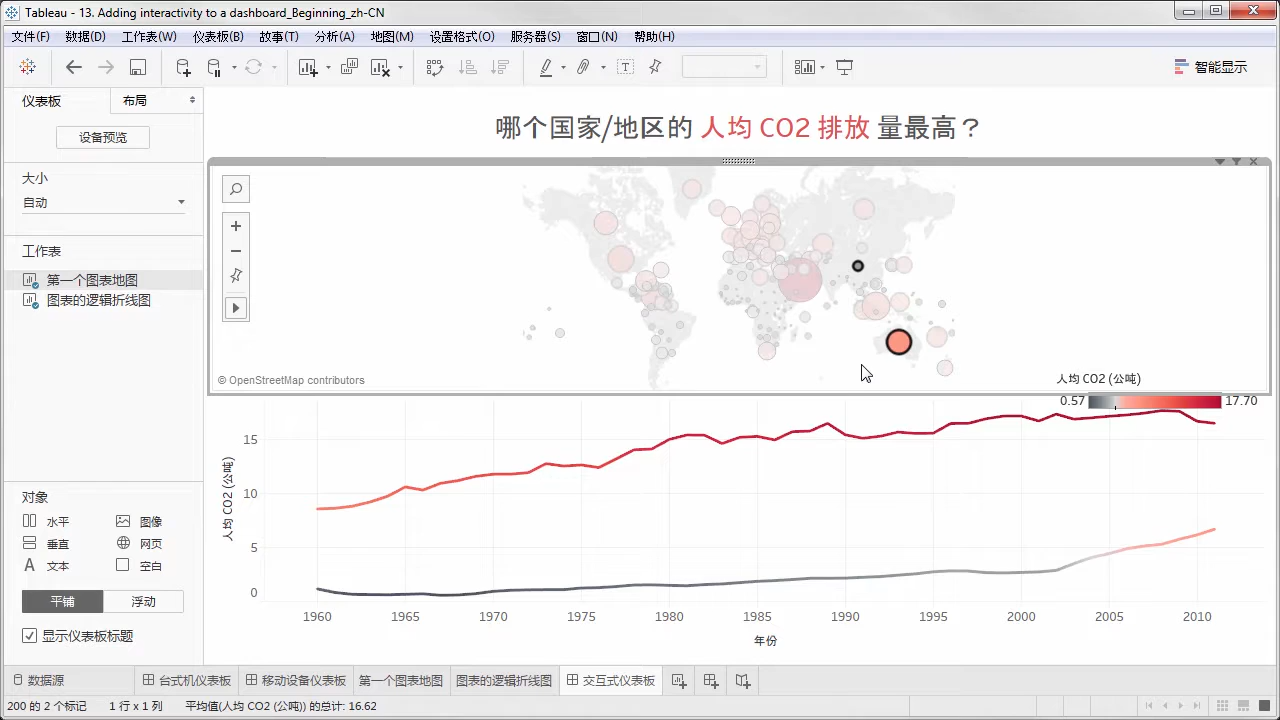 Tableau - 13. Adding interactivity to a dashboard_Beginning_zh-CN
文件(F) 数据(D) 工作表(W) 仪表板(B) 故事(T) 分析(A) 地图(M) 设置格式(O) 服务器(S) 窗口(N) 帮助(H)
智能显示
仪表板 布局
设备预览
大小
自动
工作表
第一个图表地图
图表的逻辑折线图
哪个国家/地区的 人均 CO2 排放 量最高？
© OpenStreetMap contributors
人均 CO2 (公吨)
0.57 17.70
人均 CO2 (公吨)
15
10
5
0
1960 1965 1970 1975 1980 1985 1990 1995 2000 2005 2010
年份
对象
水平 图像
垂直 网页
A 文本 空白
平铺 浮动
显示仪表板标题
数据源 台式机仪表板 移动设备仪表板 第一个图表地图 图表的逻辑折线图 交互式仪表板
200 的 2 个标记 1 行 x 1 列 平均值(人均 CO2 (公吨)) 的总计: 16.62